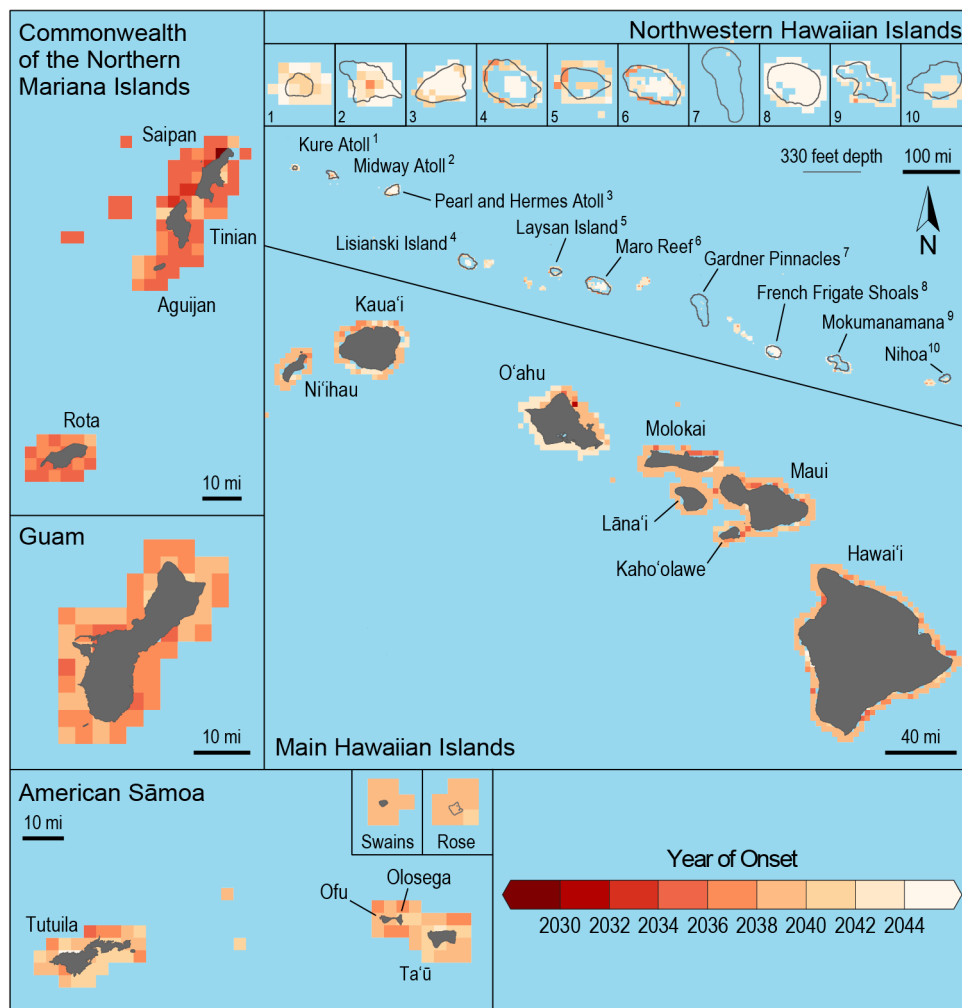 Commonwealth
of the Northern
Mariana Islands
Saipan
Tinian
Aguijan
Rota
10 mi
Northwestern Hawaiian Islands
1 2 3 4 5 6 7 8 9 10
Kure Atoll 1
Midway Atoll 2
Pearl and Hermes Atoll 3
Lisianski Island 4
Laysan Island 5
Maro Reef 6
Gardner Pinnacles 7
French Frigate Shoals 8
Mokumanamana 9
Nihoa 10
330 feet depth
100 mi
N
Kauaʻi
Niʻihau
Oʻahu
Molokai
Maui
Lānaʻi
Kahoʻolawe
Hawaiʻi
Main Hawaiian Islands
40 mi
Guam
10 mi
American Sāmoa
10 mi
Swains
Rose
Tutuila
Ofu
Olosega
Taʻū
Year of Onset
2030 2032 2034 2036 2038 2040 2042 2044